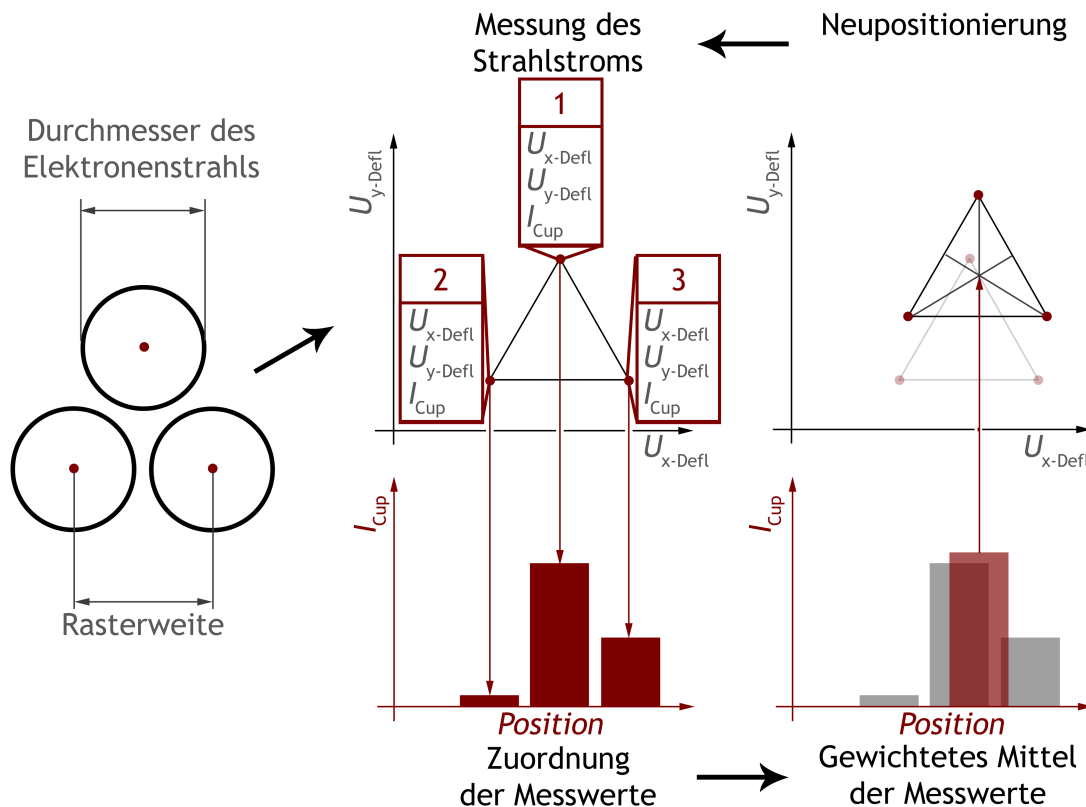 Messung des
Strahlstroms
Neupositionierung
Durchmesser des
Elektronenstrahls
Rasterweite
U y-Defl
1
U x-Defl
U y-Defl
I Cup
2
U x-Defl
U y-Defl
I Cup
3
U x-Defl
U y-Defl
I Cup
U x-Defl
U y-Defl
U x-Defl
I Cup
Position
Zuordnung
der Messwerte
I Cup
Position
Gewichtetes Mittel
der Messwerte